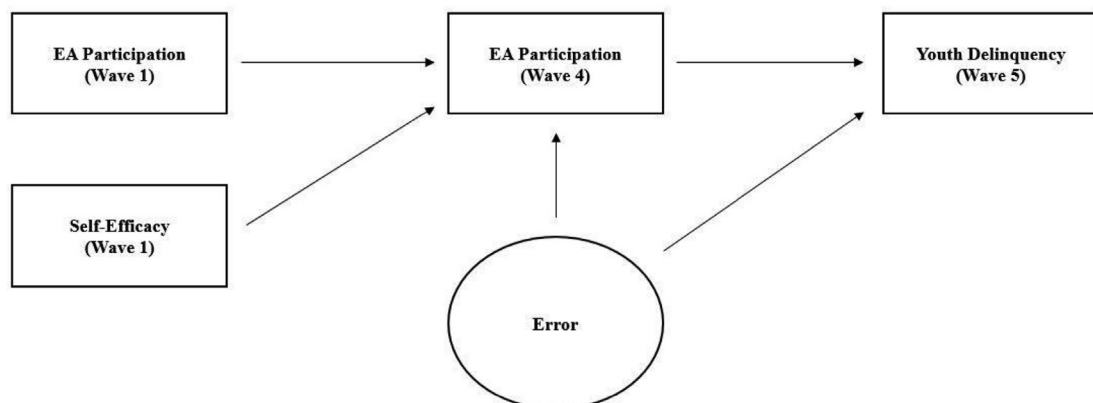 EA Participation
(Wave 1)
EA Participation
(Wave 4)
Youth Delinquency
(Wave 5)
Self-Efficacy
(Wave 1)
Error